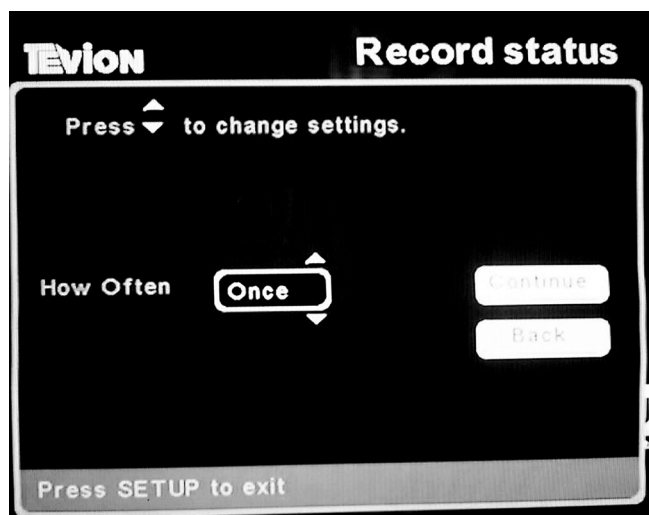 TEVION
Record status
Press to change settings.
How Often
Once
Continue
Back
Press SETUP to exit